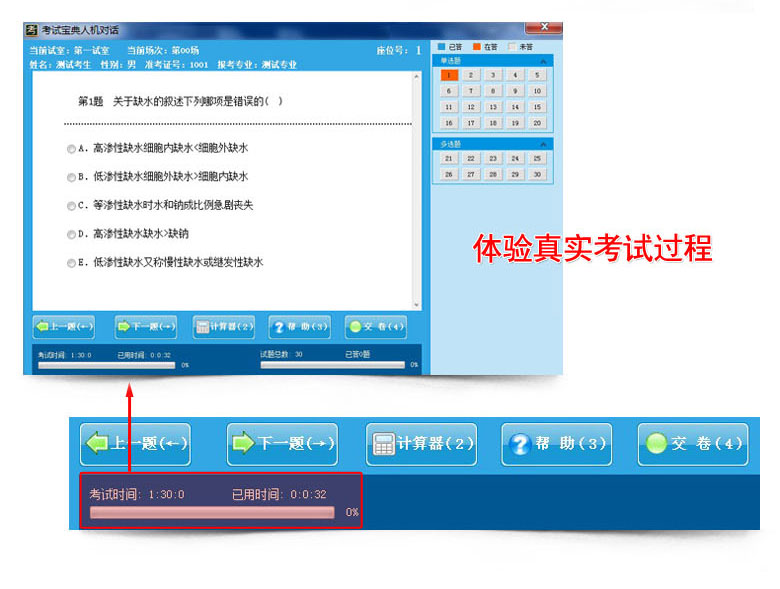 考试宝典人机对话
当前试室：第一试室 当前场次：第00场 座位号：1
姓名：测试考生 性别：男 准考证号：1001 报考专业：测试专业
已答 在答 未答
单选题
1 2 3 4 5
6 7 8 9 10
11 12 13 14 15
16 17 18 19 20
多选题
21 22 23 24 25
26 27 28 29 30
第1题 关于缺水的叙述下列哪项是错误的( )
A．高渗性缺水细胞内缺水<细胞外缺水
B．低渗性缺水细胞外缺水>细胞内缺水
C．等渗性缺水时水和钠成比例急剧丧失
D．高渗性缺水缺水>缺钠
E．低渗性缺水又称慢性缺水或继发性缺水
体验真实考试过程
上一题(←) 下一题(→) 计算器(2) 帮 助(3) 交 卷(4)
考试时间：1:30:0 已用时间：0:0:32 试题总数：30 已答0题
0% 0%
上一题(←) 下一题(→) 计算器(2) 帮 助(3) 交 卷(4)
考试时间：1:30:0 已用时间：0:0:32
0%